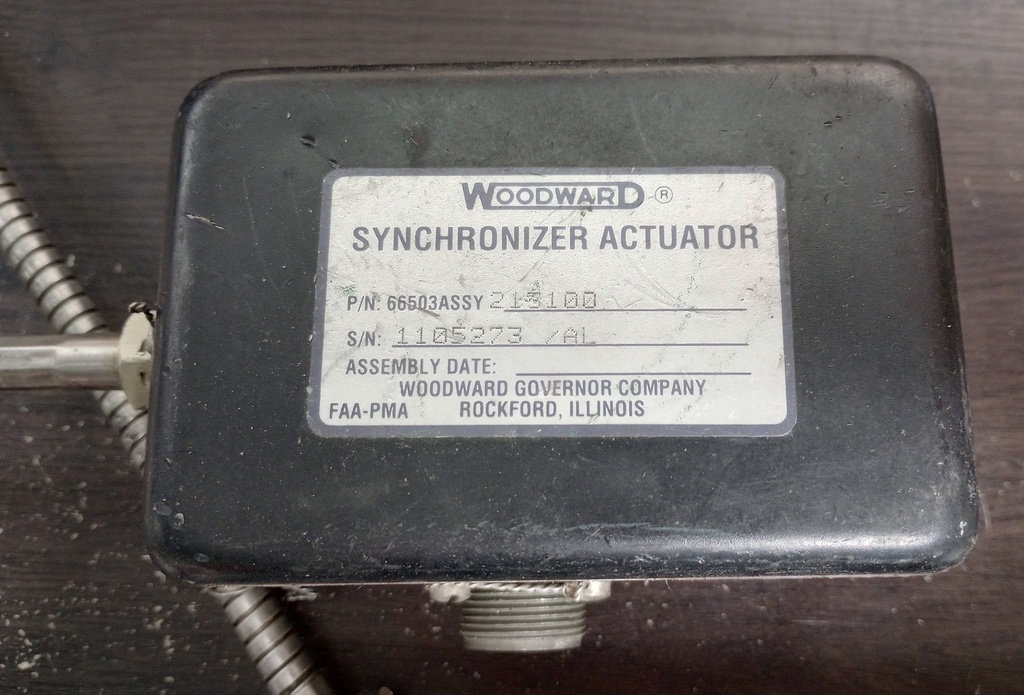 WOODWARD ®
SYNCHRONIZER ACTUATOR
P/N: 66503ASSY 213100
S/N: 1105273 /AL
ASSEMBLY DATE:
WOODWARD GOVERNOR COMPANY
FAA-PMA ROCKFORD, ILLINOIS